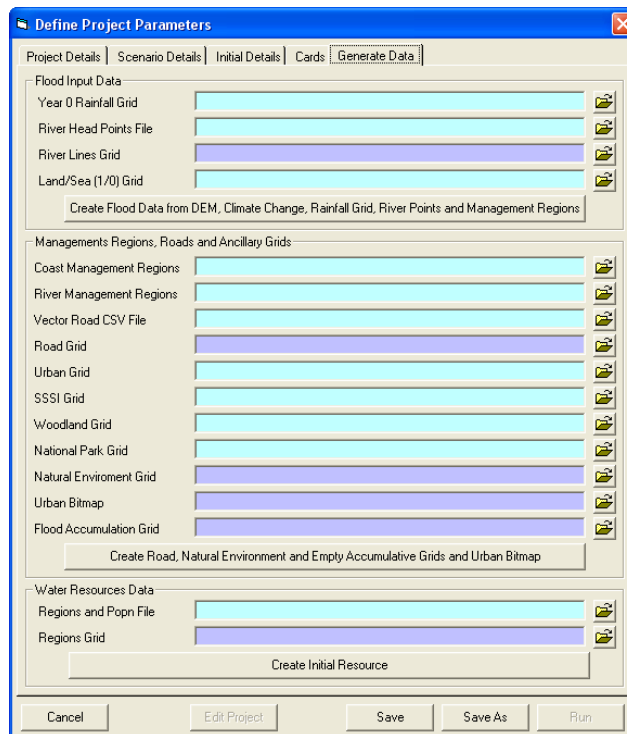 Define Project Parameters
Project Details Scenario Details Initial Details Cards Generate Data
Flood Input Data
Year 0 Rainfall Grid
River Head Points File
River Lines Grid
Land/Sea (1/0) Grid
Create Flood Data from DEM, Climate Change, Rainfall Grid, River Points and Management Regions
Managements Regions, Roads and Ancillary Grids
Coast Management Regions
River Management Regions
Vector Road CSV File
Road Grid
Urban Grid
SSSI Grid
Woodland Grid
National Park Grid
Natural Enviroment Grid
Urban Bitmap
Flood Accumulation Grid
Create Road, Natural Environment and Empty Accumulative Grids and Urban Bitmap
Water Resources Data
Regions and Popn File
Regions Grid
Create Initial Resource
Cancel Edit Project Save Save As Run